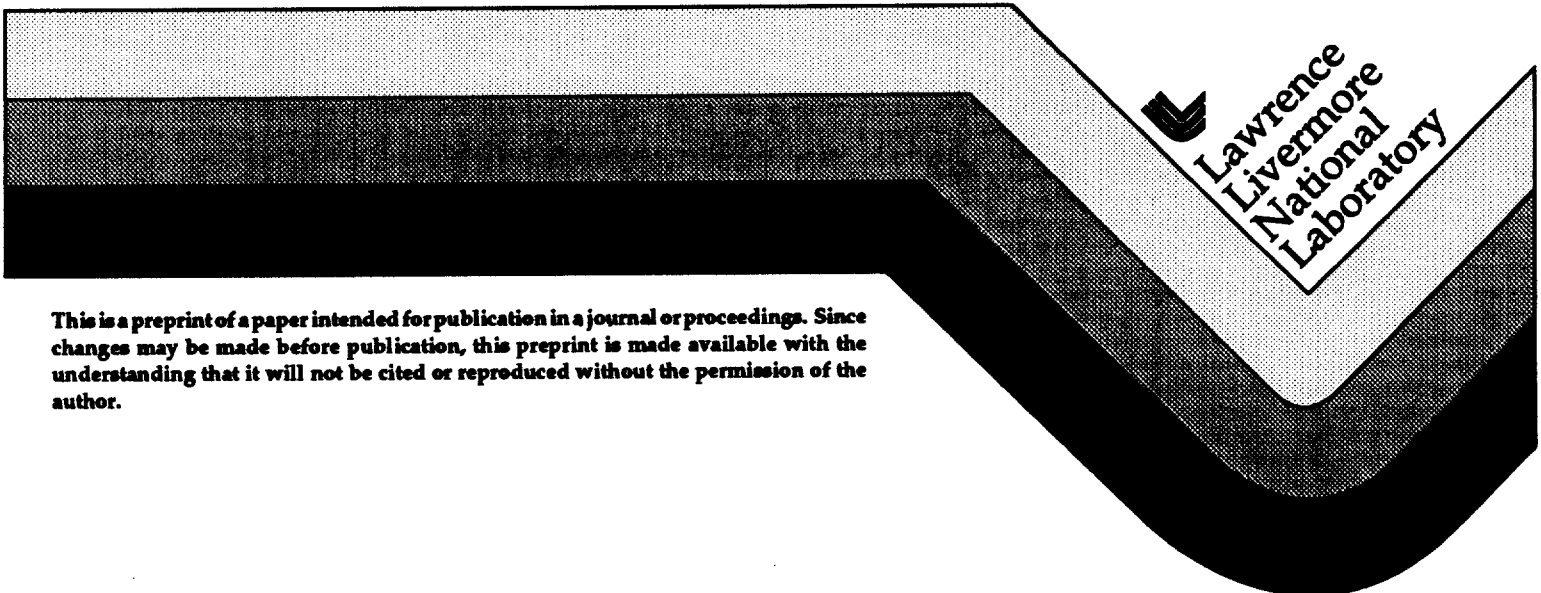 Lawrence
Livermore
National
Laboratory
This is a preprint of a paper intended for publication in a journal or proceedings. Since
changes may be made before publication, this preprint is made available with the
understanding that it will not be cited or reproduced without the permission of the
author.